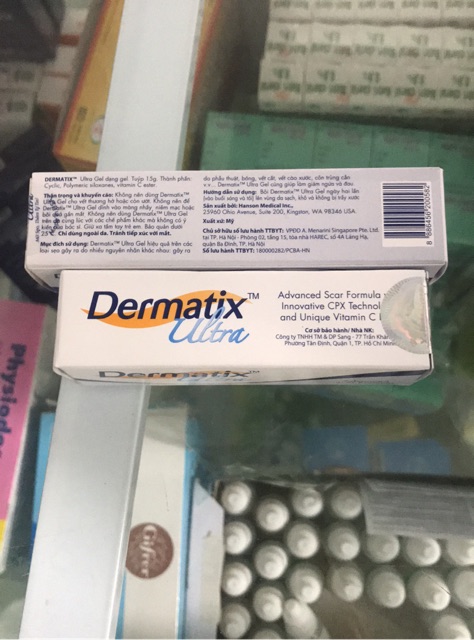 DERMATIX™ Ultra Gel dạng gel. Tuýp 15g. Thành phần:
Cyclic, Polymeric siloxanes, vitamin C ester
Thận trọng và khuyến cáo: Không nên dùng Dermatix™
Ultra Gel cho vết thương hở hoặc còn ướt. Không nên để
Dermatix™ Ultra Gel dính vào màng nhầy niêm mạc hoặc
bôi quá gần mắt. Không nên dùng Dermatix™ Ultra Gel
trên da cùng lúc với các chế phẩm khác mà không có ý
kiến của bác sĩ. Giữ xa tầm tay trẻ em. Bảo quản dưới
25°C. Chỉ dùng ngoài da. Tránh tiếp xúc với mắt.
Mục đích sử dụng: Dermatix™ Ultra Gel hiệu quả trên các
loại sẹo gây ra do nhiều nguyên nhân khác nhau: gây ra
do phẫu thuật, bỏng, vết cắt, vết cào xước, côn trùng cắn
v.v... Dermatix™ Ultra Gel cũng giúp làm giảm ngứa và đau
Hướng dẫn sử dụng: Bôi Dermatix™ Ultra Gel ngày hai lần
(vào buổi sáng và tối) lên vùng da sạch, khô và không bị trầy xước
Sản xuất bởi: Hanson Medical Inc.,
25960 Ohio Avenue, Suite 200, Kingston, WA 98346 USA.
Xuất xứ: Mỹ
Chủ sở hữu số lưu hành TTBYT: VPĐD A. Menarini Singapore Pte. Ltd.
tại TP. Hà Nội - Phòng 02, tầng 15, tòa nhà HAREC, số 4A Láng Hạ,
quận Ba Đình, TP. Hà Nội
Số lưu hành TTBYT: 180000282/PCBA-HN
Dermatix™
Ultra
Advanced Scar Formula
Innovative CPX
and Unique Vitamin C
Cơ sở bảo hành/ Nhà NK:
Công ty TNHH TM & DP Sang - 77 Trần
Phường Tân Định, Quận 1, TP. Hồ Chí
Dermatix™
Gifrer